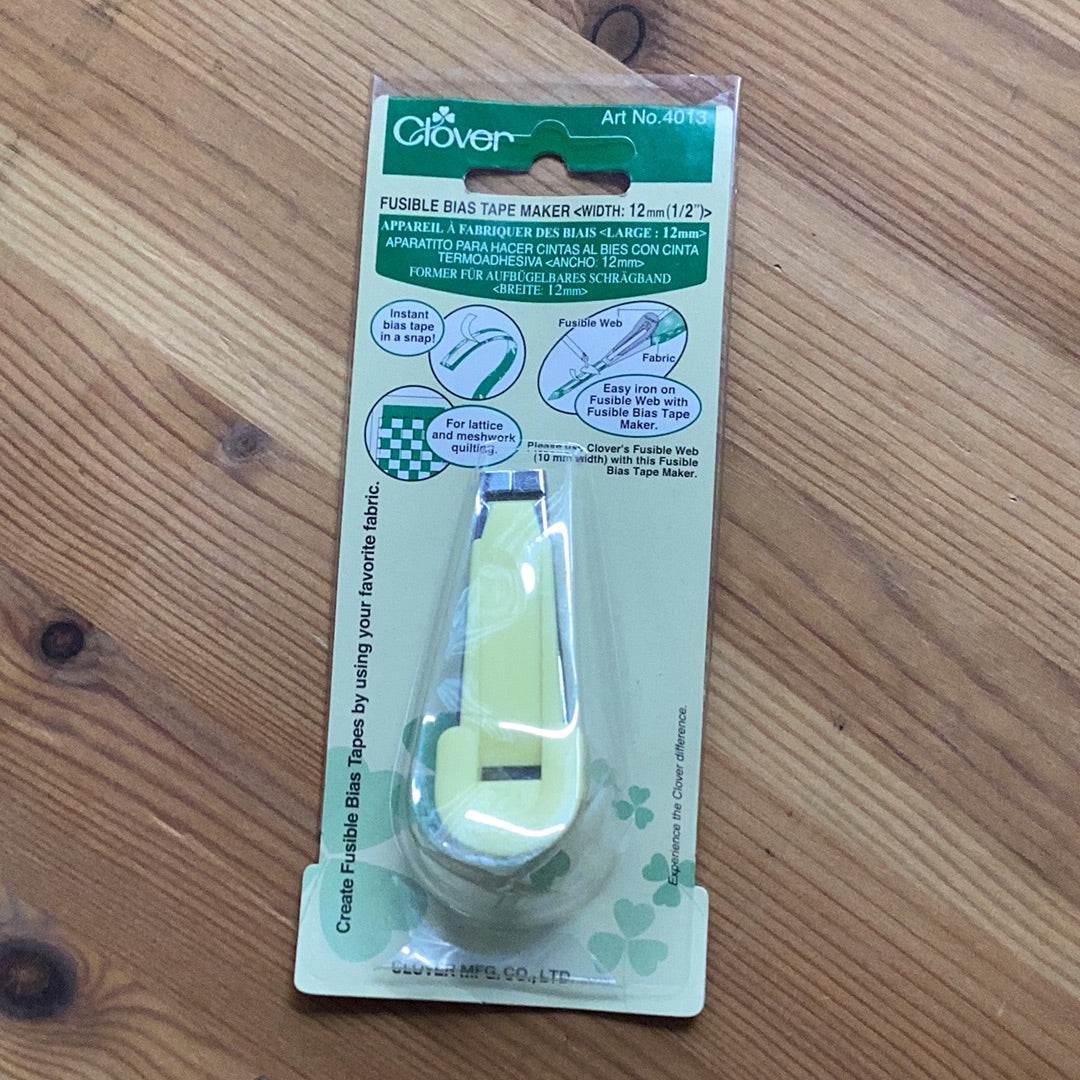 Clover
Art No.4013
FUSIBLE BIAS TAPE MAKER <WIDTH: 12mm(1/2")>
APPAREIL À FABRIQUER DES BIAIS <LARGE : 12mm>
APARATITO PARA HACER CINTAS AL BIES CON CINTA
TERMOADHESIVA <ANCHO: 12mm>
FORMER FÜR AUFBÜGELBARES SCHRÄGBAND
<BREITE: 12mm>
Instant
bias tape
in a snap!
Fusible Web
Fabric
Easy iron on
Fusible Web with
Fusible Bias Tape
Maker.
For lattice
and meshwork
quilting.
Please use Clover's Fusible Web
(10 mm width) with this Fusible
Bias Tape Maker.
Create Fusible Bias Tapes by using your favorite fabric.
Experience the Clover difference.
CLOVER MFG. CO., LTD.